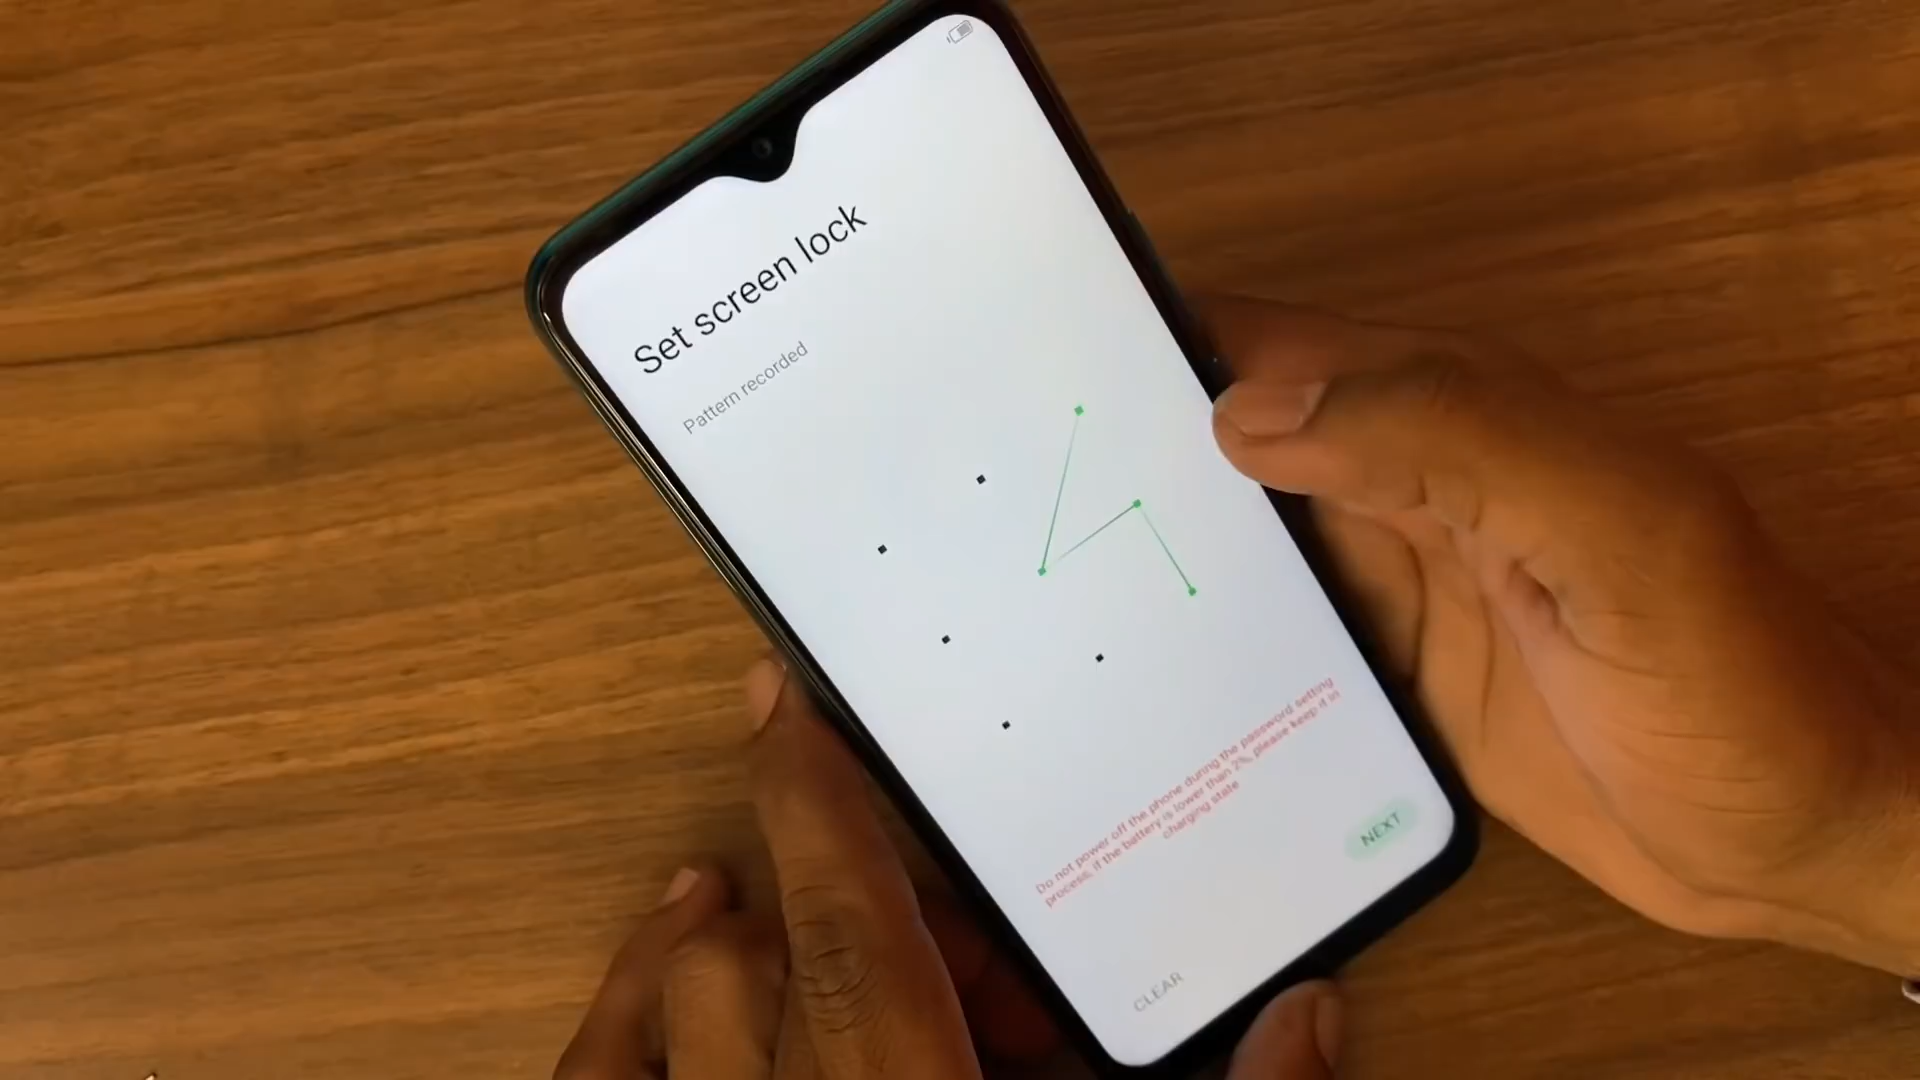 Set screen lock
Pattern recorded
Do not power off the phone during the password setting
process, if the battery is lower than 2%, please keep it in
charging state
NEXT
CLEAR